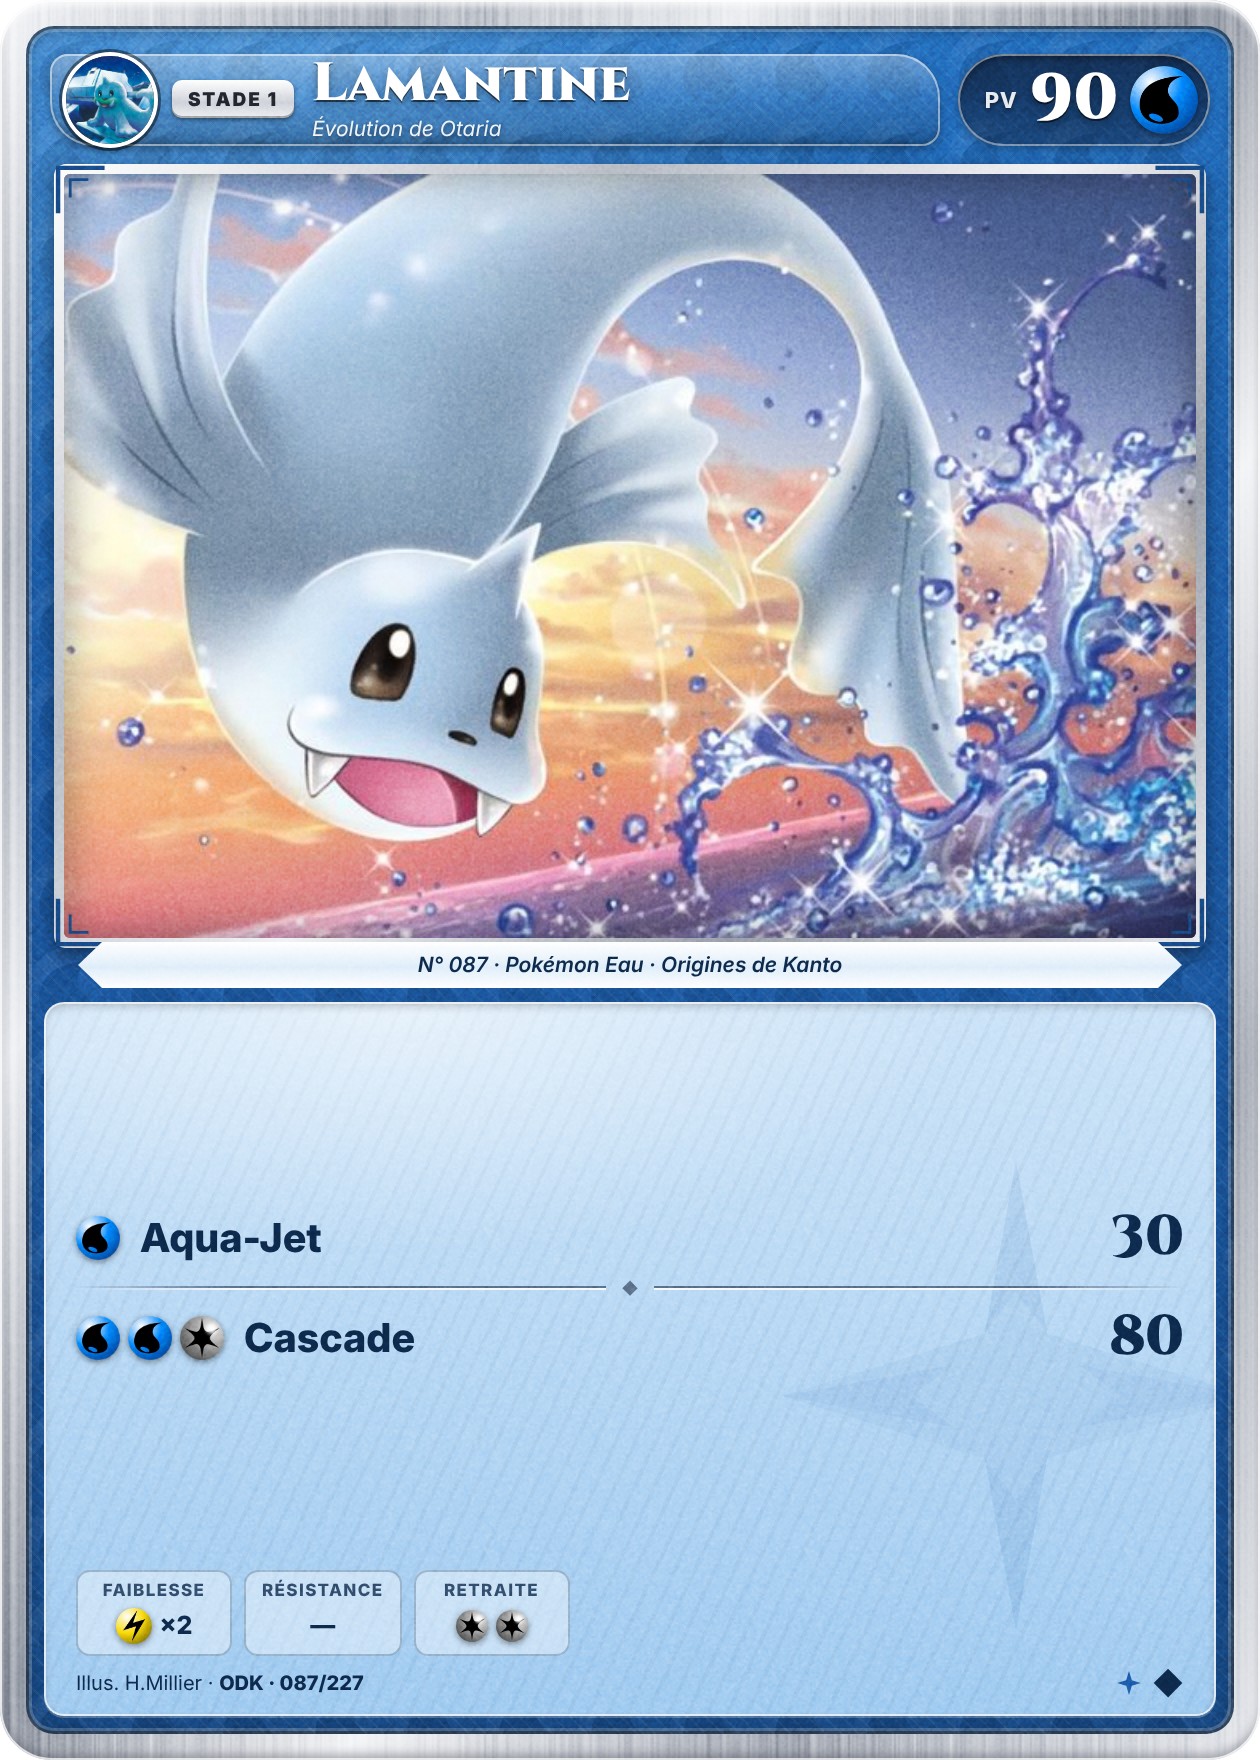 STADE 1
LAMANTINE
Évolution de Otaria
PV 90
N° 087 · Pokémon Eau · Origines de Kanto
Aqua-Jet 30
Cascade 80
FAIBLESSE
×2
RÉSISTANCE
—
RETRAITE
Illus. H.Millier · ODK · 087/227